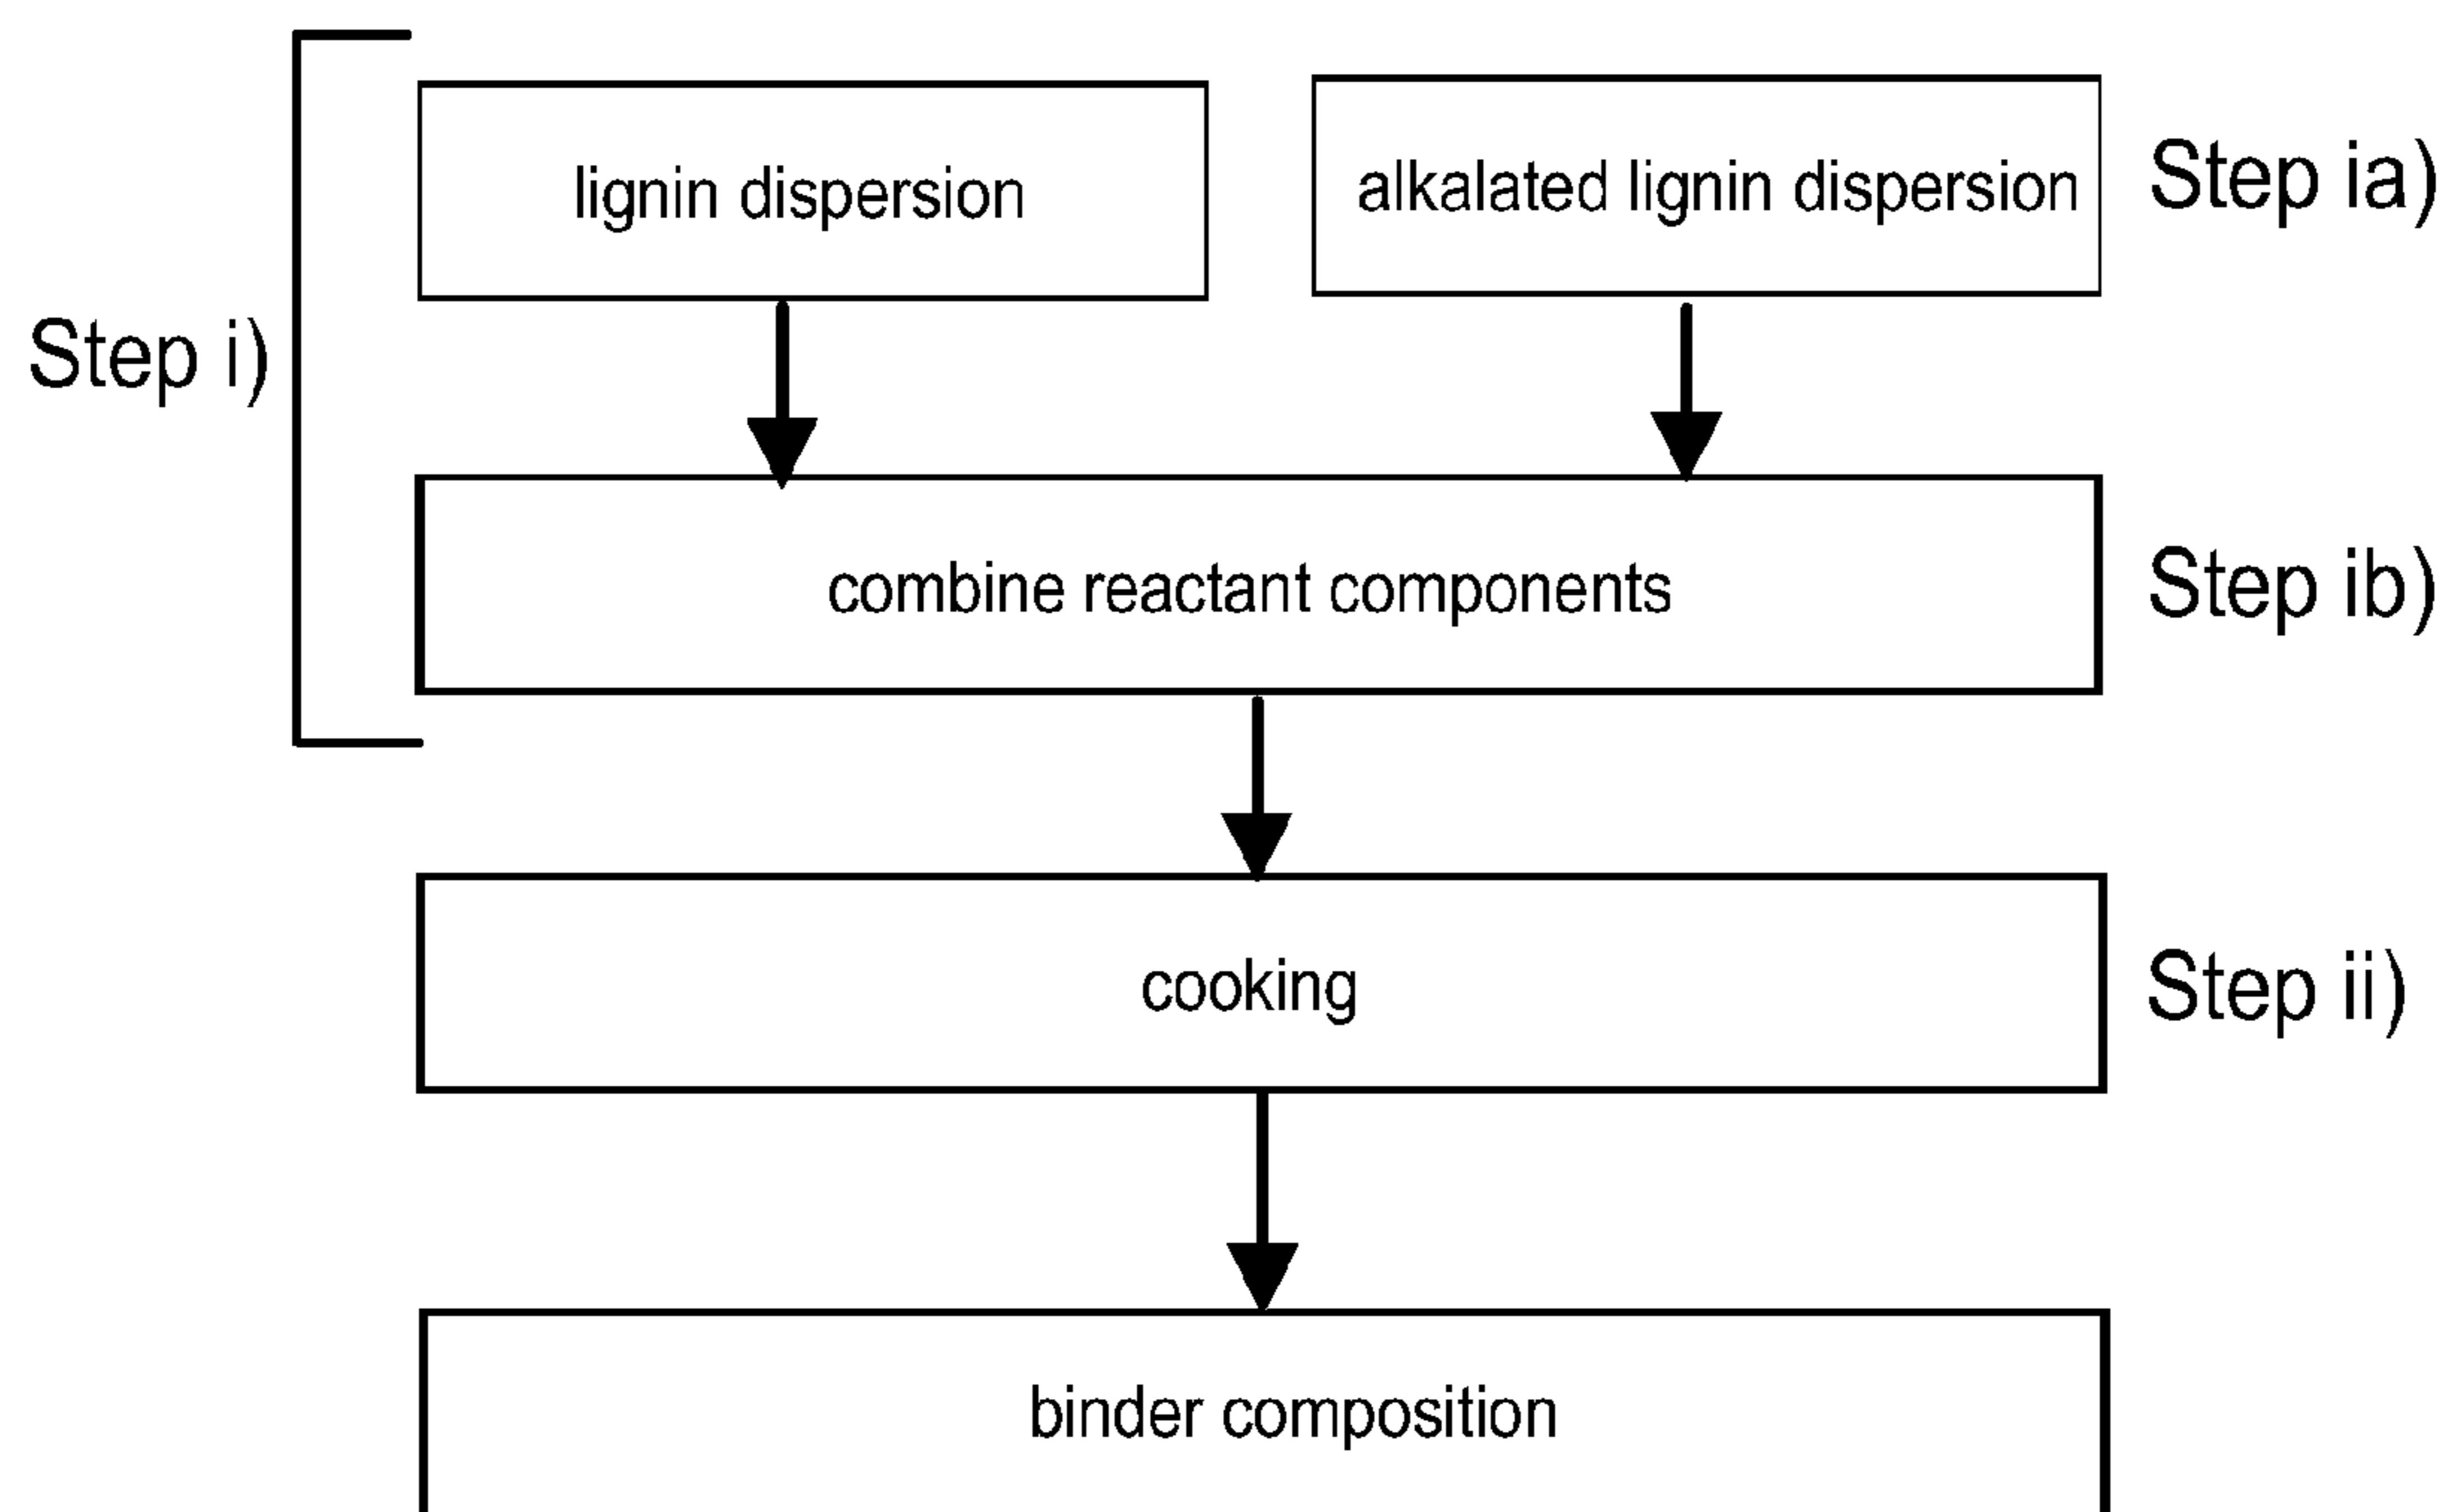 lignin dispersion
alkalated lignin dispersion
Step ia)
Step i)
combine reactant components
Step ib)
cooking
Step ii)
binder composition